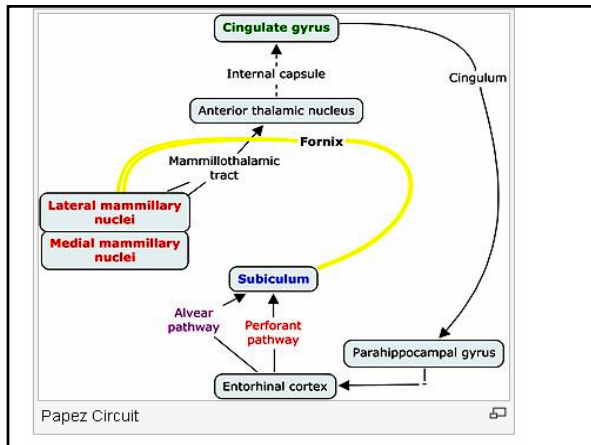 Cingulate gyrus
Internal capsule
Cingulum
Anterior thalamic nucleus
Fornix
Mammillothalamic
tract
Lateral mammillary
nuclei
Medial mammillary
nuclei
Subiculum
Alvear
pathway
Perforant
pathway
Parahippocampal gyrus
Entorhinal cortex
Papez Circuit